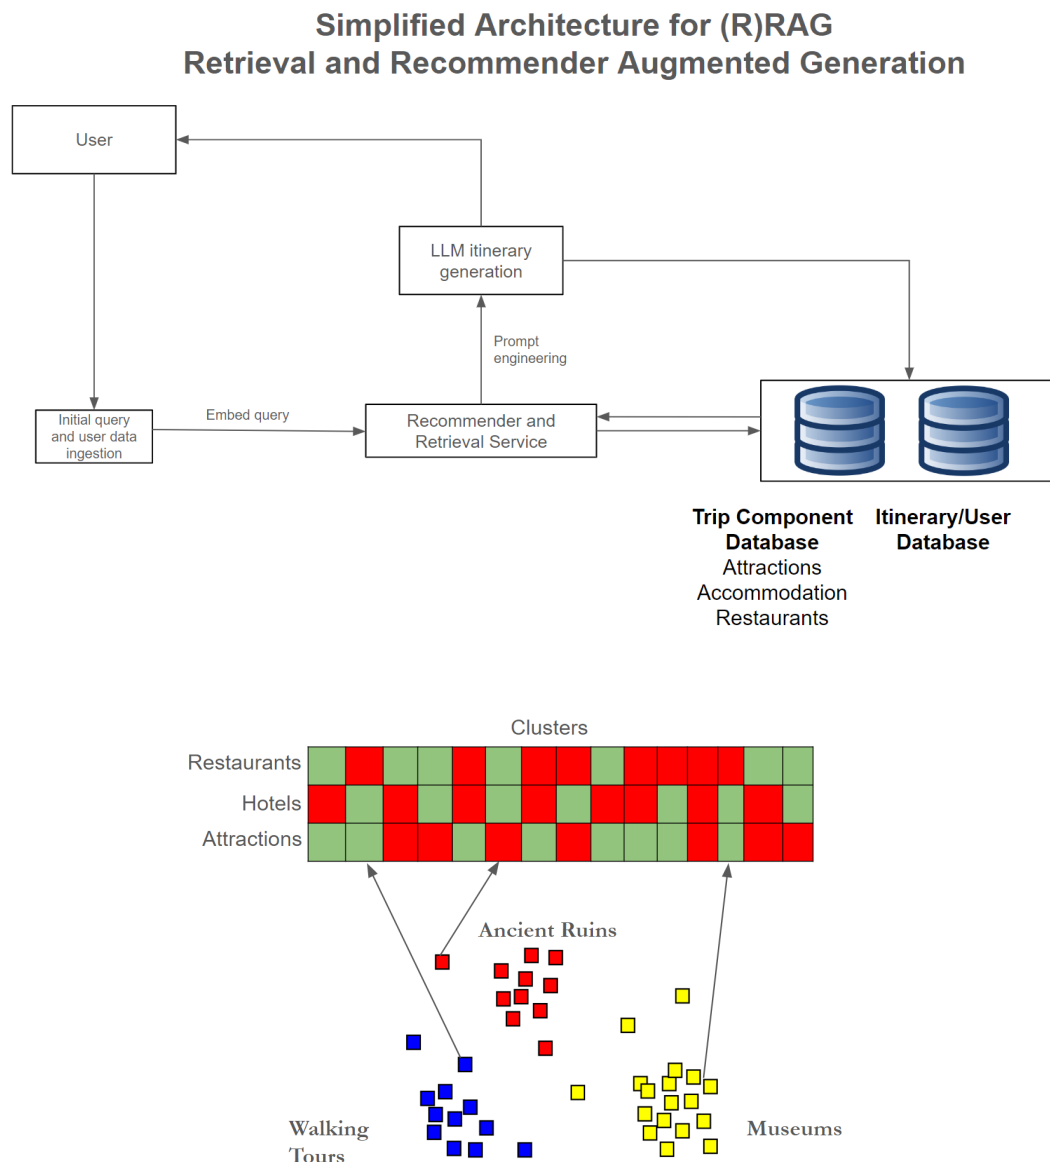 Simplified Architecture for (R)RAG
Retrieval and Recommender Augmented Generation
User
LLM itinerary
generation
Prompt
engineering
Initial query
and user data
ingestion
Embed query
Recommender and
Retrieval Service
Trip Component
Database
Attractions
Accommodation
Restaurants
Itinerary/User
Database
Clusters
Restaurants
Hotels
Attractions
Ancient Ruins
Walking
Tours
Museums